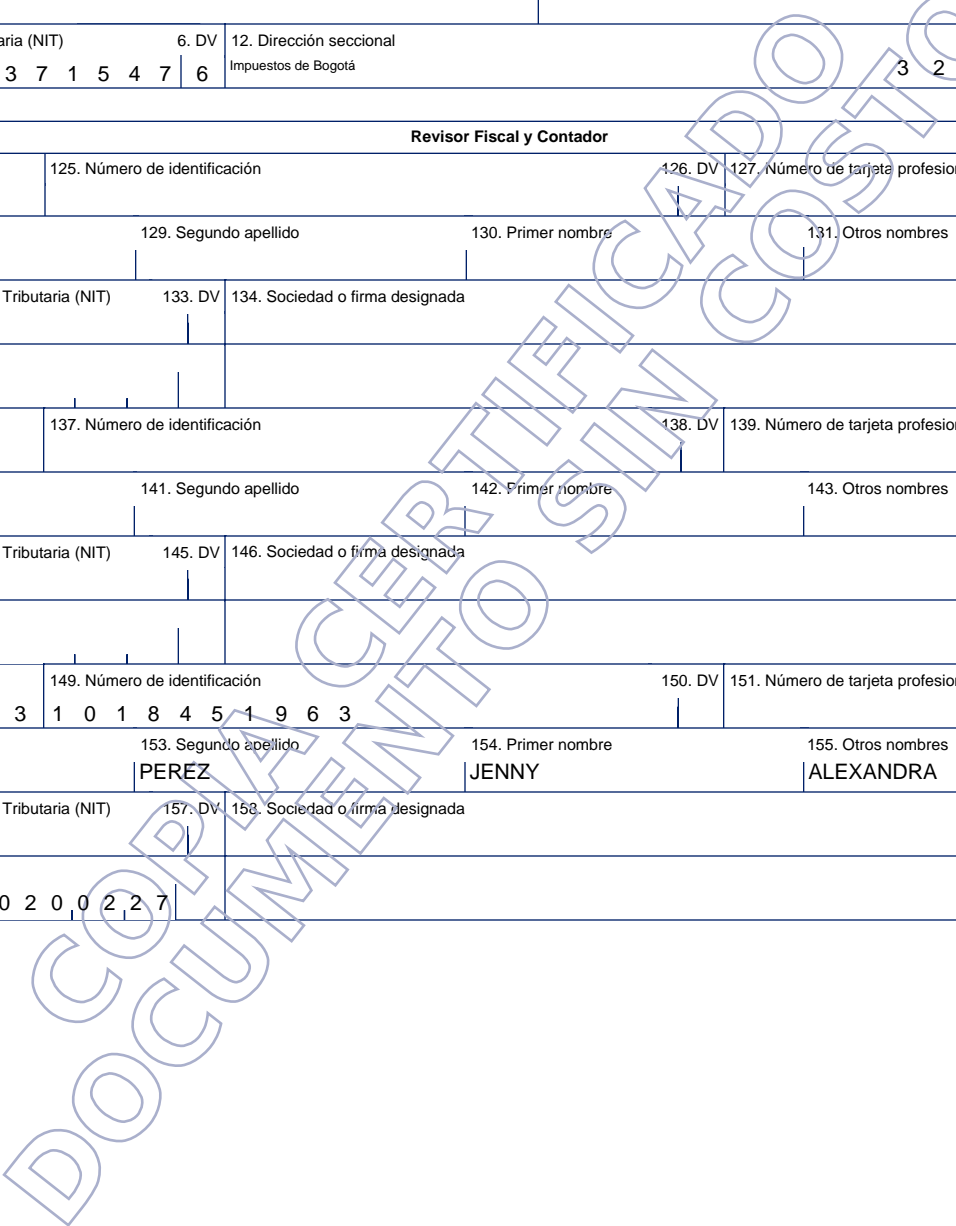 aria (NIT) 6. DV 12. Dirección seccional
3 7 1 5 4 7 6 Impuestos de Bogotá 3 2
Revisor Fiscal y Contador
125. Número de identificación 126. DV 127. Número de tarjeta profesion
129. Segundo apellido 130. Primer nombre 131. Otros nombres
Tributaria (NIT) 133. DV 134. Sociedad o firma designada
137. Número de identificación 138. DV 139. Número de tarjeta profesion
141. Segundo apellido 142. Primer nombre 143. Otros nombres
Tributaria (NIT) 145. DV 146. Sociedad o firma designada
149. Número de identificación 150. DV 151. Número de tarjeta profesion
3 1 0 1 8 4 5 1 9 6 3
153. Segundo apellido 154. Primer nombre 155. Otros nombres
PEREZ JENNY ALEXANDRA
Tributaria (NIT) 157. DV 158. Sociedad o firma designada
0 2 0 0 2 2 7
COPIA CERTIFICADO
DOCUMENTO SIN COSTO